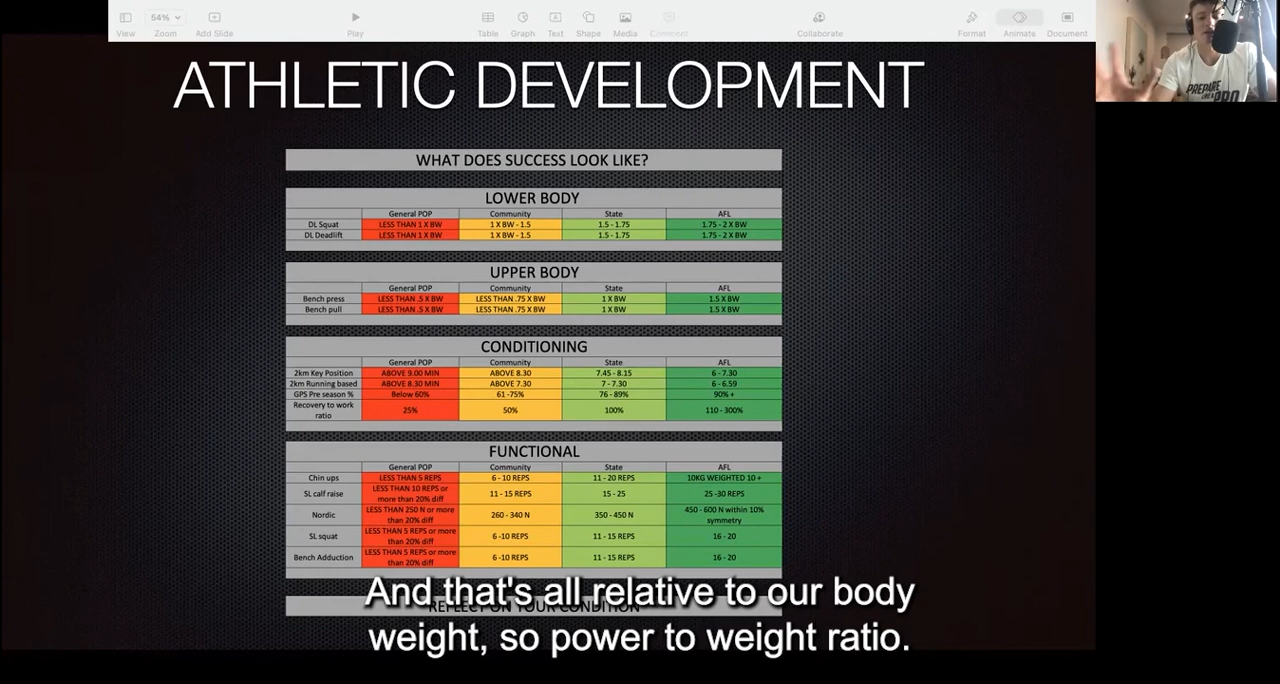 54%
View Zoom Add Slide Play Table Graph Text Shape Media Comment Collaborate Format Animate Document
PREPARE
LIKE A PRO
ATHLETIC DEVELOPMENT
WHAT DOES SUCCESS LOOK LIKE?
LOWER BODY
General POP Community State AFL
DL Squat LESS THAN 1 X BW 1 X BW - 1.5 1.5 - 1.75 1.75 - 2 X BW
DL Deadlift LESS THAN 1 X BW 1 X BW - 1.5 1.5 - 1.75 1.75 - 2 X BW
UPPER BODY
General POP Community State AFL
Bench press LESS THAN .5 X BW LESS THAN .75 X BW 1 X BW 1.5 X BW
Bench pull LESS THAN .5 X BW LESS THAN .75 X BW 1 X BW 1.5 X BW
CONDITIONING
General POP Community State AFL
2km Key Position ABOVE 9.00 MIN ABOVE 8.30 7.45 - 8.15 6 - 7.30
2km Running based ABOVE 8.30 MIN ABOVE 7.30 7 - 7.30 6 - 6.59
GPS Pre season % Below 60% 61 -75% 76 - 89% 90% +
Recovery to work
ratio 25% 50% 100% 110 - 300%
FUNCTIONAL
General POP Community State AFL
Chin ups LESS THAN 5 REPS 6 - 10 REPS 11 - 20 REPS 10KG WEIGHTED 10 +
SL calf raise LESS THAN 10 REPS or
more than 20% diff 11 - 15 REPS 15 - 25 25 -30 REPS
Nordic LESS THAN 250 N or more
than 20% diff 260 - 340 N 350 - 450 N 450 - 600 N within 10%
symmetry
SL squat LESS THAN 5 REPS or more
than 20% diff 6 -10 REPS 11 - 15 REPS 16 - 20
Bench Adduction LESS THAN 5 REPS or more
than 20% diff 6 -10 REPS 11 - 15 REPS 16 - 20
REFLECT ON YOUR CONDITION
And that's all relative to our body
weight, so power to weight ratio.